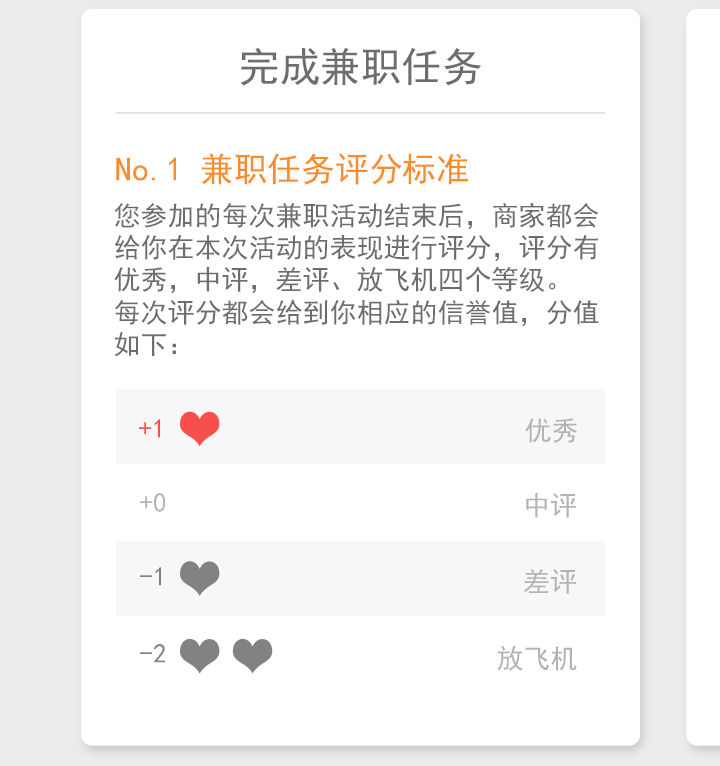 完成兼职任务
No.1 兼职任务评分标准
您参加的每次兼职活动结束后，商家都会
给你在本次活动的表现进行评分，评分有
优秀，中评，差评、放飞机四个等级。
每次评分都会给到你相应的信誉值，分值
如下：
+1 优秀
+0 中评
-1 差评
-2 放飞机